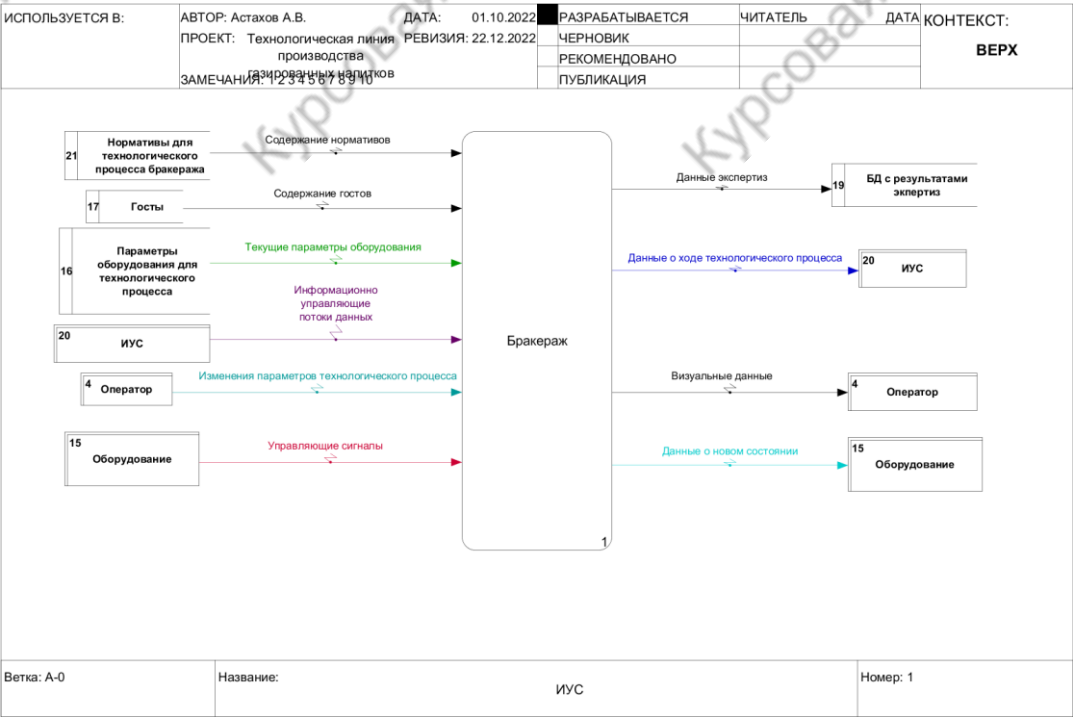 ИСПОЛЬЗУЕТСЯ В:
АВТОР: Астахов А.В.
ДАТА: 01.10.2022
РАЗРАБАТЫВАЕТСЯ
ЧИТАТЕЛЬ
ДАТА
КОНТЕКСТ:
ПРОЕКТ: Технологическая линия
производства
газированных напитков
РЕВИЗИЯ: 22.12.2022
ЧЕРНОВИК
ВЕРХ
РЕКОМЕНДОВАНО
ЗАМЕЧАНИЯ: 1 2 3 4 5 6 7 8 9 10
ПУБЛИКАЦИЯ
Курсовая
Курсовая
21
Нормативы для
технологического
процесса бракеража
Содержание нормативов
17
Госты
Содержание гостов
16
Параметры
оборудования для
технологического
процесса
Текущие параметры оборудования
20
ИУС
Информационно
управляющие
потоки данных
4
Оператор
Изменения параметров технологического процесса
15
Оборудование
Управляющие сигналы
Бракераж
1
Данные экспертиз
19
БД с результатами
экпертиз
Данные о ходе технологического процесса
20
ИУС
Визуальные данные
4
Оператор
Данные о новом состоянии
15
Оборудование
Ветка: А-0
Название:
ИУС
Номер: 1